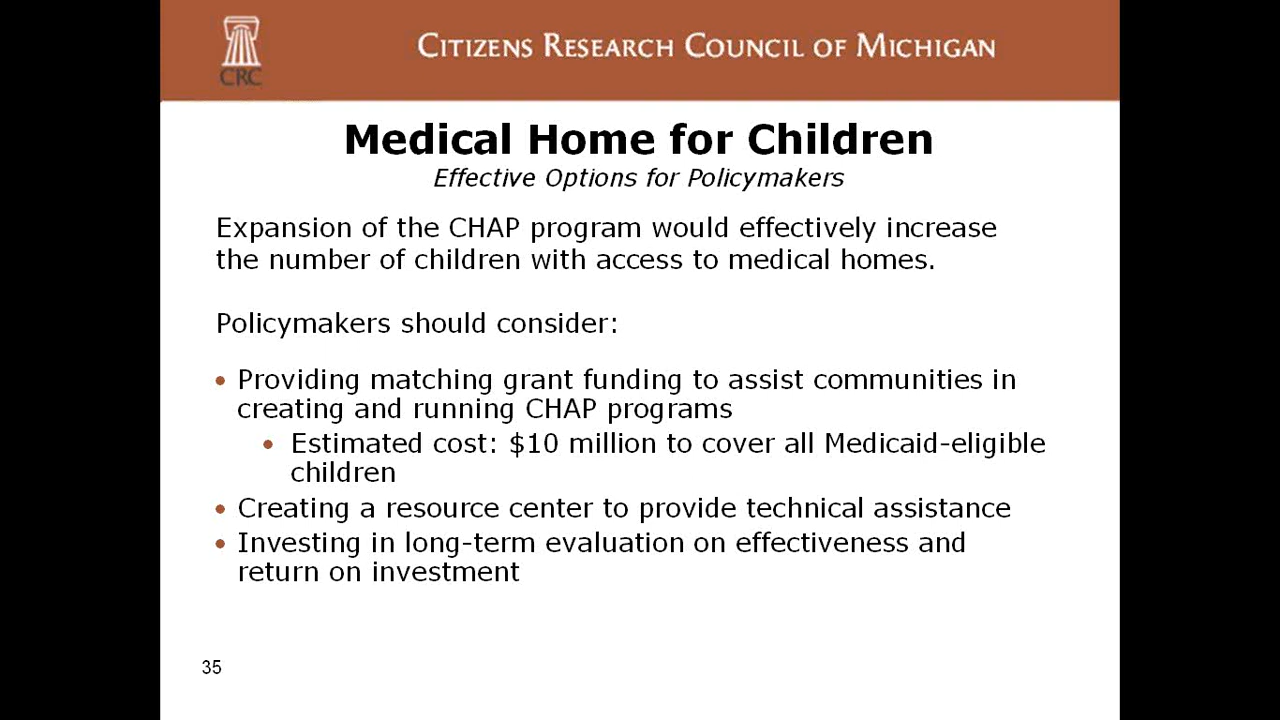 CRC
CITIZENS RESEARCH COUNCIL OF MICHIGAN
Medical Home for Children
Effective Options for Policymakers
Expansion of the CHAP program would effectively increase
the number of children with access to medical homes.
Policymakers should consider:
• Providing matching grant funding to assist communities in
creating and running CHAP programs
• Estimated cost: $10 million to cover all Medicaid-eligible
children
• Creating a resource center to provide technical assistance
• Investing in long-term evaluation on effectiveness and
return on investment
35